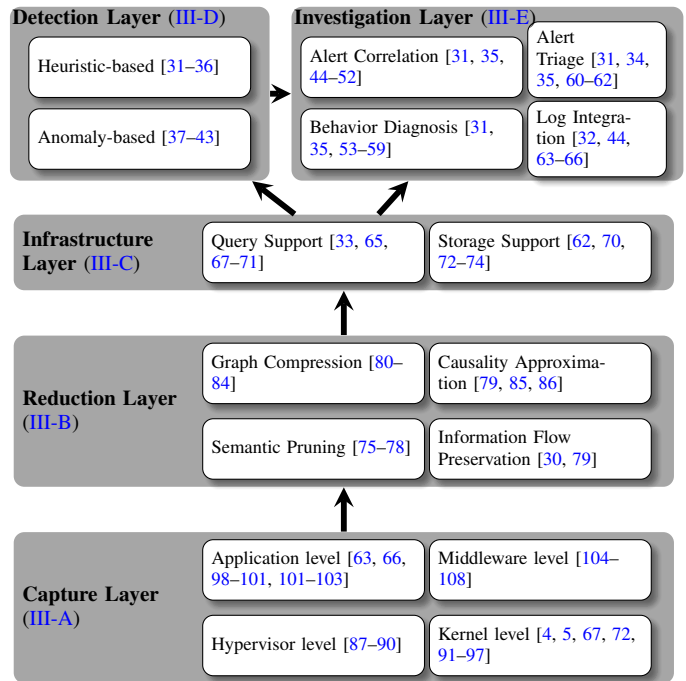 Detection Layer (III-D)
Heuristic-based [31–36]
Anomaly-based [37–43]
Investigation Layer (III-E)
Alert Correlation [31, 35,
44–52]
Alert
Triage [31, 34,
35, 60–62]
Behavior Diagnosis [31,
35, 53–59]
Log Integra-
tion [32, 44,
63–66]
Infrastructure
Layer (III-C)
Query Support [33, 65,
67–71]
Storage Support [62, 70,
72–74]
Reduction Layer
(III-B)
Graph Compression [80–
84]
Causality Approxima-
tion [79, 85, 86]
Semantic Pruning [75–78]
Information Flow
Preservation [30, 79]
Capture Layer
(III-A)
Application level [63, 66,
98–101, 101–103]
Middleware level [104–
108]
Hypervisor level [87–90]
Kernel level [4, 5, 67, 72,
91–97]